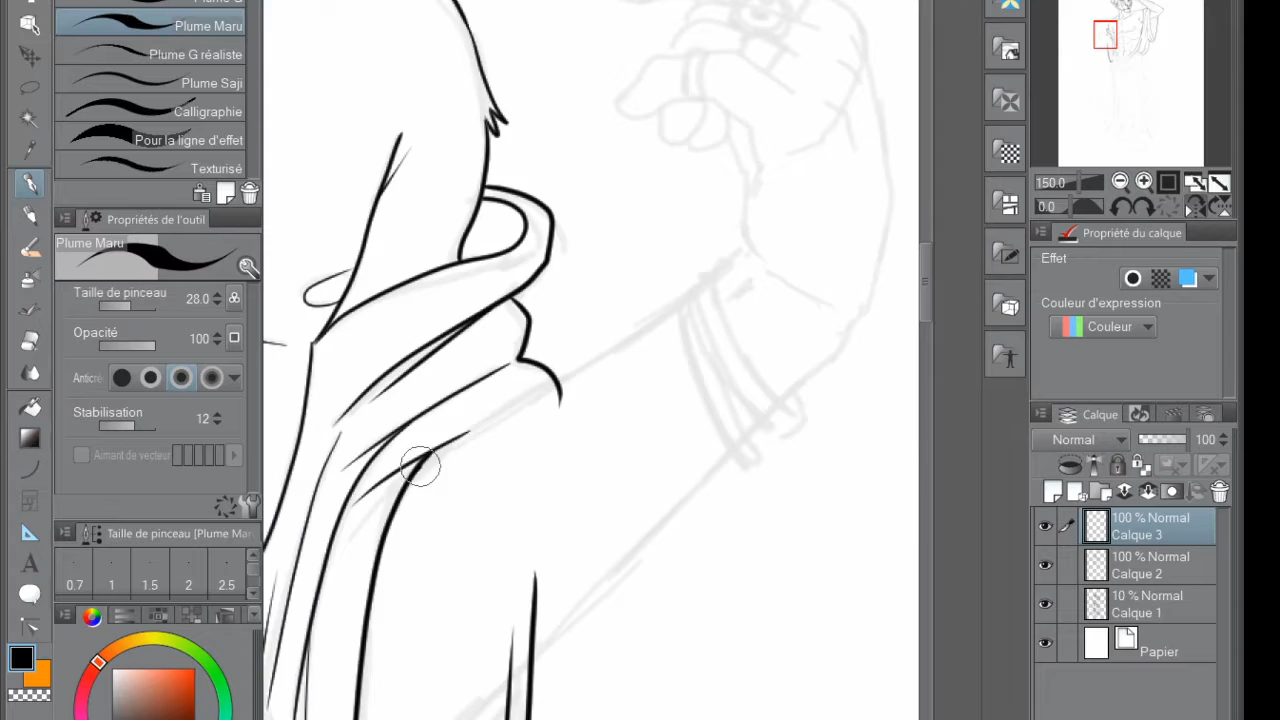 Plume Maru
Plume G réaliste
Plume Saji
Calligraphie
Pour la ligne d'effet
Texturisé
Propriétés de l'outil
Plume Maru
Taille de pinceau 28.0
Opacité 100
Anticré
Stabilisation 12
Aimant de vecteur
Taille de pinceau [Plume Mar
0.7 1 1.5 2 2.5
150.0
0.0
Propriété du calque
Effet
Couleur d'expression
Couleur
Calque
Normal 100
100 % Normal
Calque 3
100 % Normal
Calque 2
10 % Normal
Calque 1
Papier